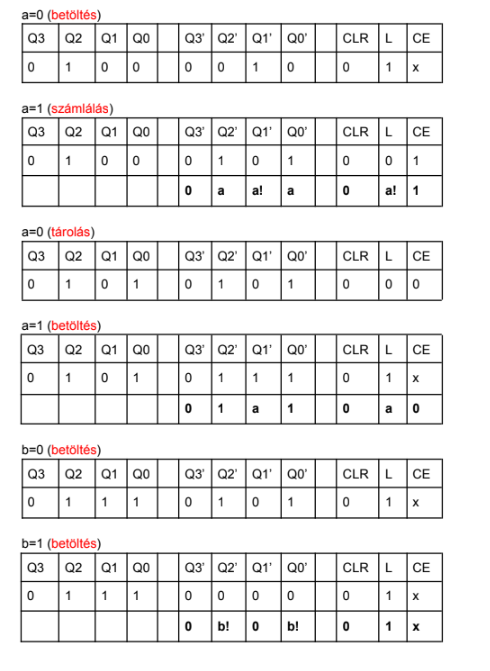 a=0 (betöltés)
Q3 Q2 Q1 Q0 Q3' Q2' Q1' Q0' CLR L CE
0 1 0 0 0 0 1 0 0 1 x
a=1 (számlálás)
Q3 Q2 Q1 Q0 Q3' Q2' Q1' Q0' CLR L CE
0 1 0 0 0 1 0 1 0 0 1
0 a a! a 0 a! 1
a=0 (tárolás)
Q3 Q2 Q1 Q0 Q3' Q2' Q1' Q0' CLR L CE
0 1 0 1 0 1 0 1 0 0 0
a=1 (betöltés)
Q3 Q2 Q1 Q0 Q3' Q2' Q1' Q0' CLR L CE
0 1 0 1 0 1 1 1 0 1 x
0 1 a 1 0 a 0
b=0 (betöltés)
Q3 Q2 Q1 Q0 Q3' Q2' Q1' Q0' CLR L CE
0 1 1 1 0 1 0 1 0 1 x
b=1 (betöltés)
Q3 Q2 Q1 Q0 Q3' Q2' Q1' Q0' CLR L CE
0 1 1 1 0 0 0 0 0 1 x
0 b! 0 b! 0 1 x